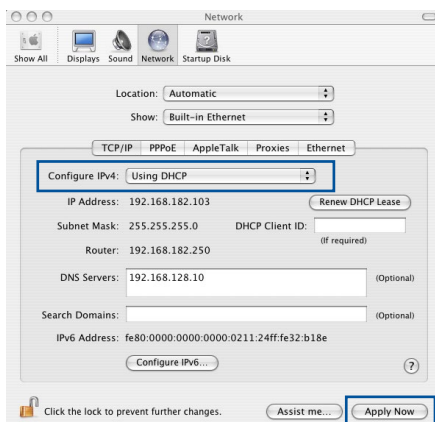 Network
Show All Displays Sound Network Startup Disk
Location: Automatic
Show: Built-in Ethernet
TCP/IP PPPoE AppleTalk Proxies Ethernet
Configure IPv4: Using DHCP
IP Address: 192.168.182.103 Renew DHCP Lease
Subnet Mask: 255.255.255.0 DHCP Client ID:
(If required)
Router: 192.168.182.250
DNS Servers: 192.168.128.10 (Optional)
Search Domains: (Optional)
IPv6 Address: fe80:0000:0000:0000:0211:24ff:fe32:b18e
Configure IPv6... ?
Click the lock to prevent further changes. Assist me... Apply Now